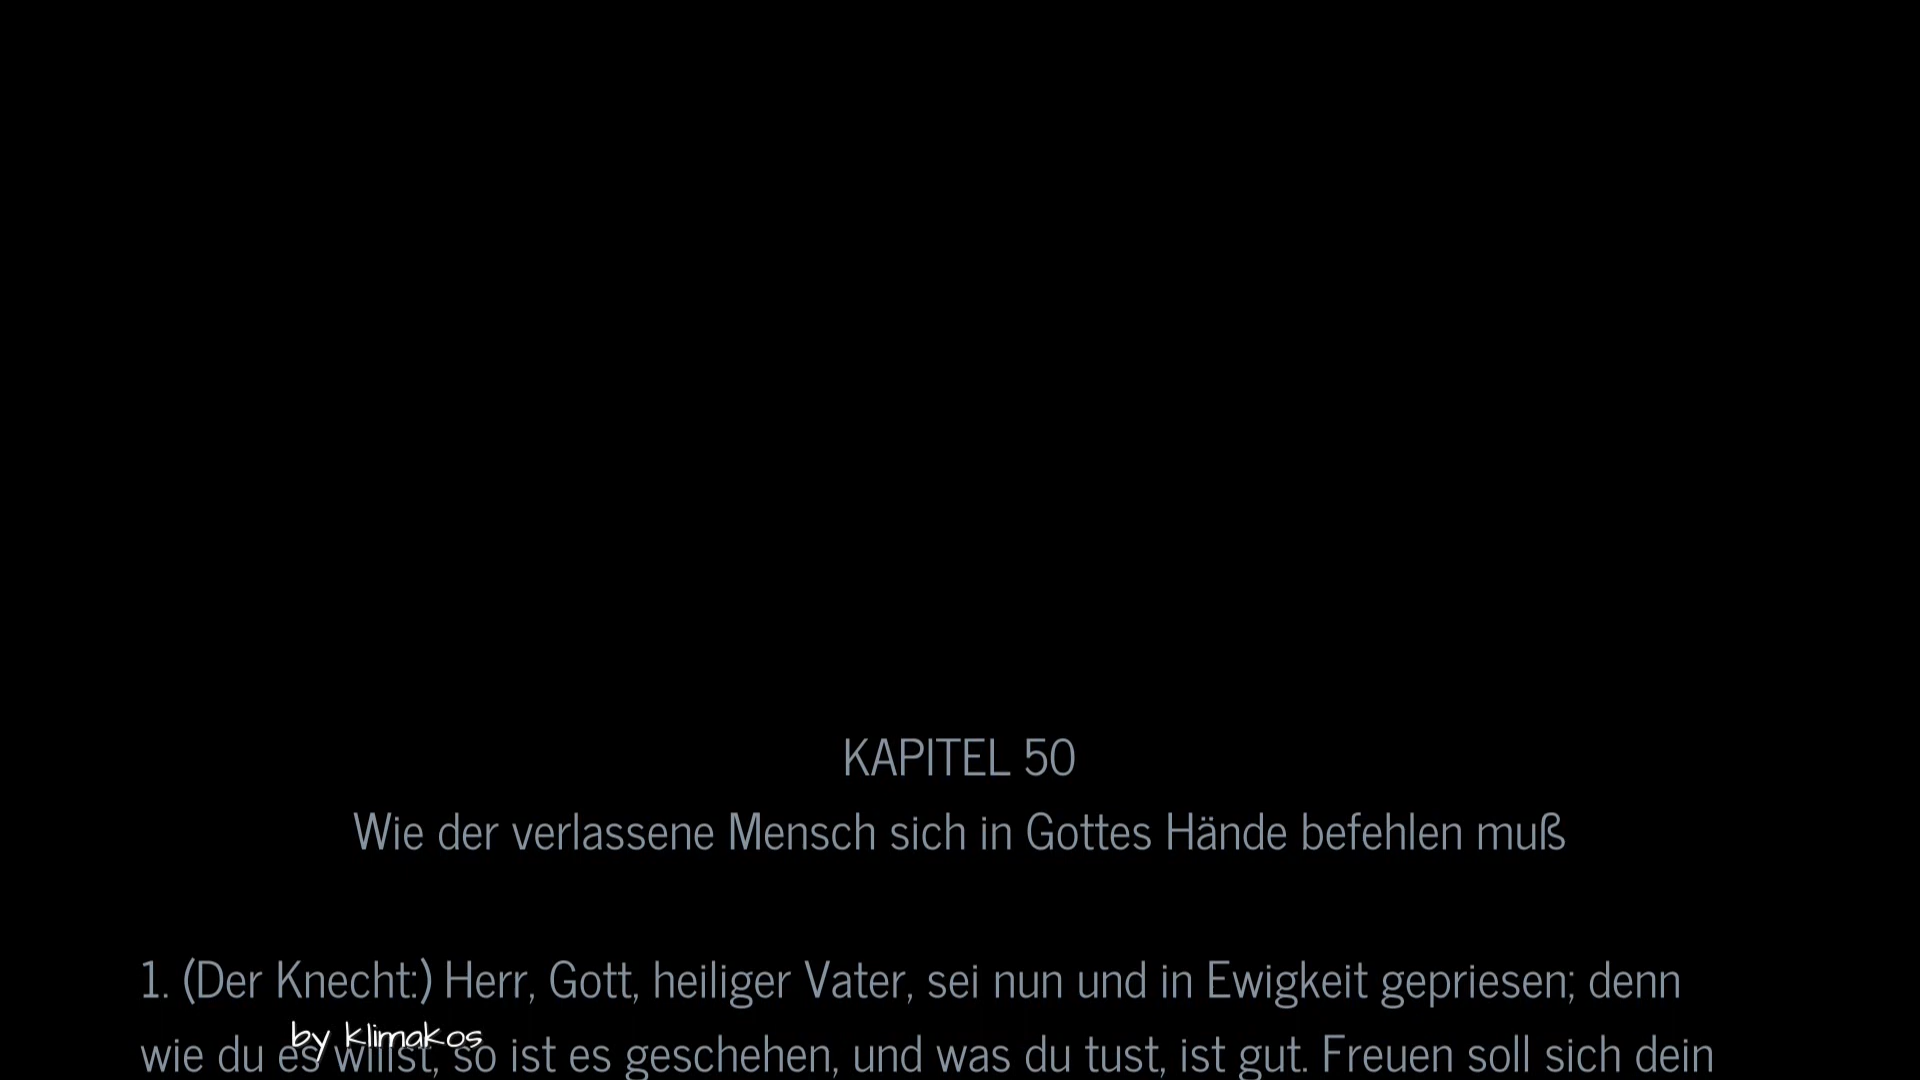 KAPITEL 50
Wie der verlassene Mensch sich in Gottes Hände befehlen muß
1. (Der Knecht:) Herr, Gott, heiliger Vater, sei nun und in Ewigkeit gepriesen; denn
wie du es willst, so ist es geschehen, und was du tust, ist gut. Freuen soll sich dein
by klimakos